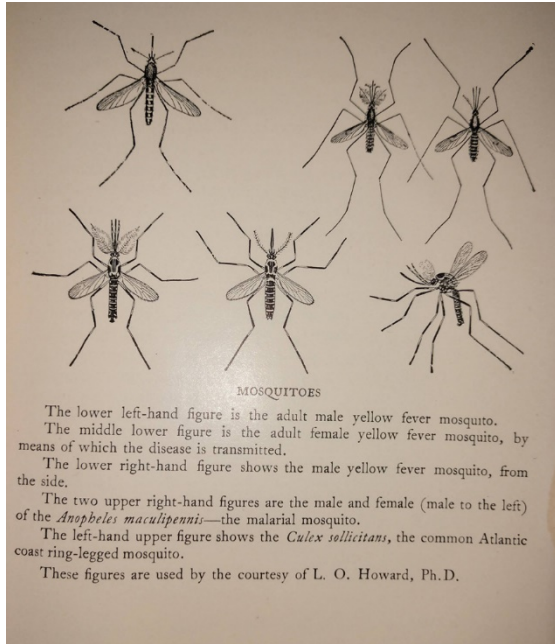 MOSQUITOES
The lower left-hand figure is the adult male yellow fever mosquito.
The middle lower figure is the adult female yellow fever mosquito, by
means of which the disease is transmitted.
The lower right-hand figure shows the male yellow fever mosquito, from
the side.
The two upper right-hand figures are the male and female (male to the left)
of the Anopheles maculipennis—the malarial mosquito.
The left-hand upper figure shows the Culex sollicitans, the common Atlantic
coast ring-legged mosquito.
These figures are used by the courtesy of L. O. Howard, Ph.D.